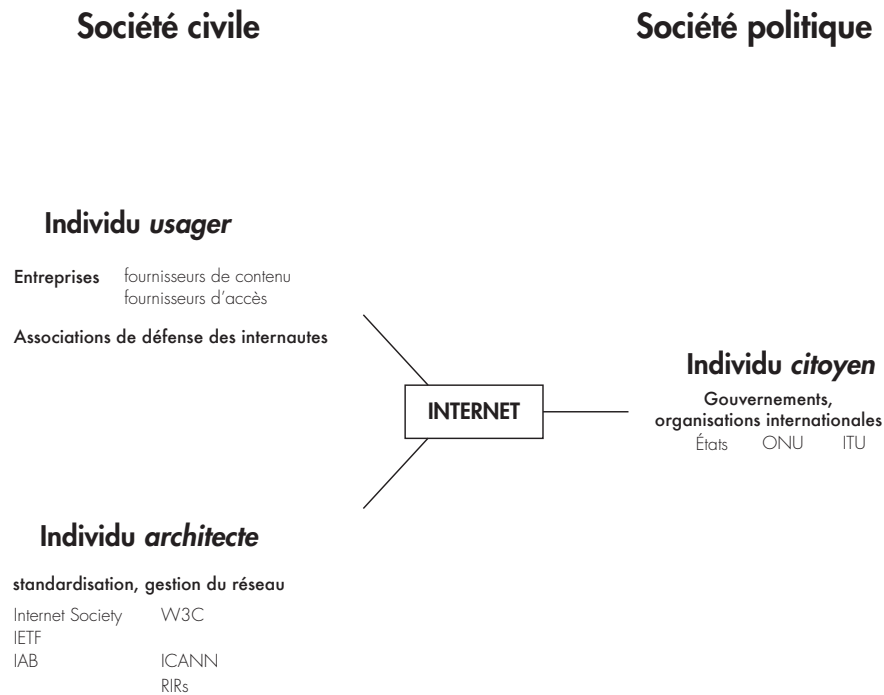 Société civile
Société politique
Individu usager
Entreprises fournisseurs de contenu
fournisseurs d'accès
Associations de défense des internautes
INTERNET
Individu citoyen
Gouvernements,
organisations internationales
États ONU ITU
Individu architecte
standardisation, gestion du réseau
Internet Society W3C
IETF
IAB ICANN
RIRs